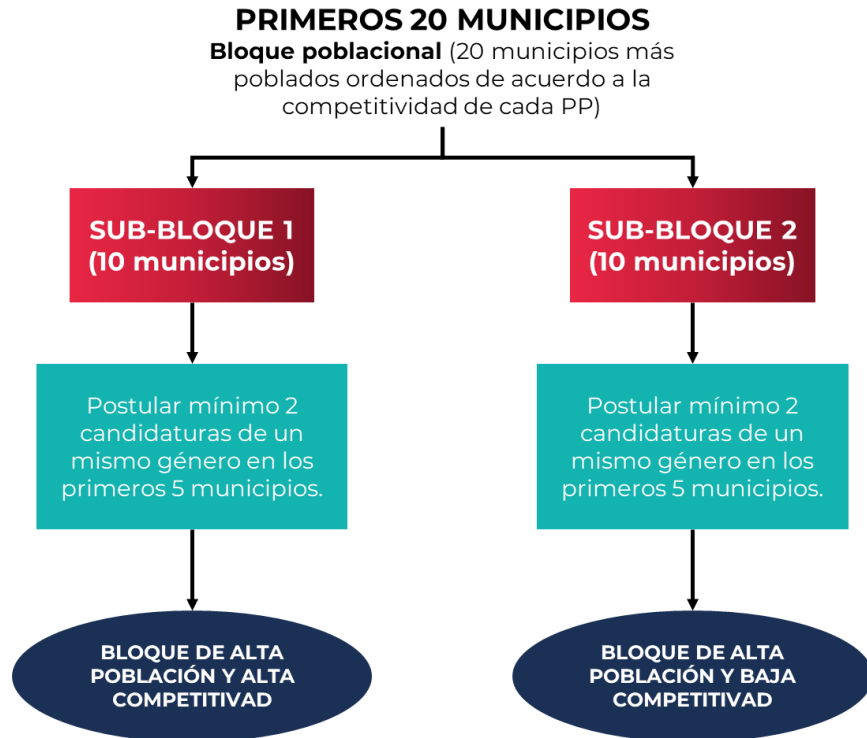 PRIMEROS 20 MUNICIPIOS
Bloque poblacional (20 municipios más
poblados ordenados de acuerdo a la
competitividad de cada PP)
SUB-BLOQUE 1
(10 municipios)
SUB-BLOQUE 2
(10 municipios)
Postular mínimo 2
candidaturas de un
mismo género en los
primeros 5 municipios.
Postular mínimo 2
candidaturas de un
mismo género en los
primeros 5 municipios.
BLOQUE DE ALTA
POBLACIÓN Y ALTA
COMPETITIVAD
BLOQUE DE ALTA
POBLACIÓN Y BAJA
COMPETITIVAD